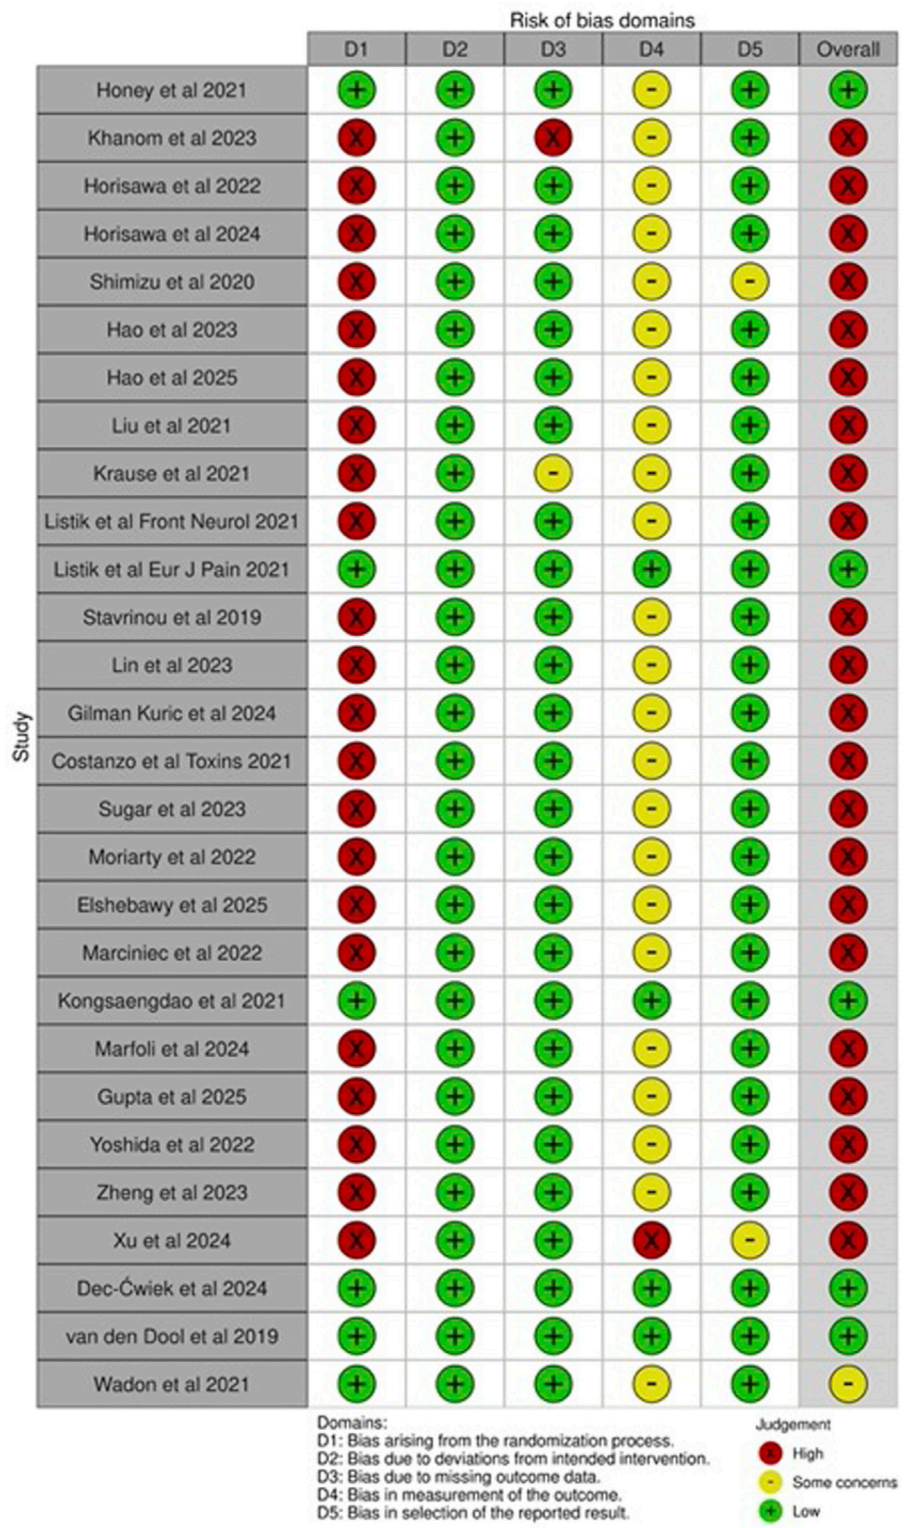 Risk of bias domains
D1 D2 D3 D4 D5 Overall
Honey et al 2021 + + + - + +
Khanom et al 2023 X + X - + X
Horisawa et al 2022 X + + - + X
Horisawa et al 2024 X + + - + X
Shimizu et al 2020 X + + - - X
Hao et al 2023 X + + - + X
Hao et al 2025 X + + - + X
Liu et al 2021 X + + - + X
Krause et al 2021 X + - - + X
Listik et al Front Neurol 2021 X + + - + X
Listik et al Eur J Pain 2021 + + + + + +
Stavrinou et al 2019 X + + - + X
Lin et al 2023 X + + - + X
Gilman Kuric et al 2024 X + + - + X
Costanzo et al Toxins 2021 X + + - + X
Sugar et al 2023 X + + - + X
Moriarty et al 2022 X + + - + X
Elshebawy et al 2025 X + + - + X
Marciniec et al 2022 X + + - + X
Kongsaengdao et al 2021 + + + + + +
Marfoli et al 2024 X + + - + X
Gupta et al 2025 X + + - + X
Yoshida et al 2022 X + + - + X
Zheng et al 2023 X + + - + X
Xu et al 2024 X + + X - X
Dec-Ćwiek et al 2024 + + + + + +
van den Dool et al 2019 + + + + + +
Wadon et al 2021 + + + - + -
Study
Domains:
D1: Bias arising from the randomization process.
D2: Bias due to deviations from intended intervention.
D3: Bias due to missing outcome data.
D4: Bias in measurement of the outcome.
D5: Bias in selection of the reported result.
Judgement
X High
- Some concerns
+ Low